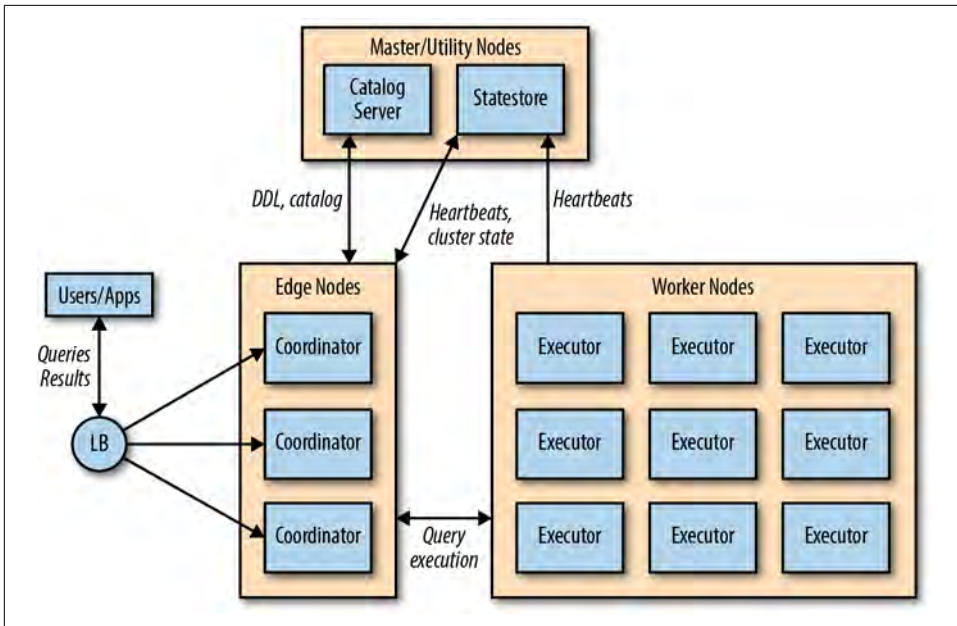 Master/Utility Nodes
Catalog
Server
Statestore
DDL, catalog
Heartbeats,
cluster state
Heartbeats
Users/Apps
Queries
Results
LB
Edge Nodes
Coordinator
Coordinator
Coordinator
Query
execution
Worker Nodes
Executor
Executor
Executor
Executor
Executor
Executor
Executor
Executor
Executor